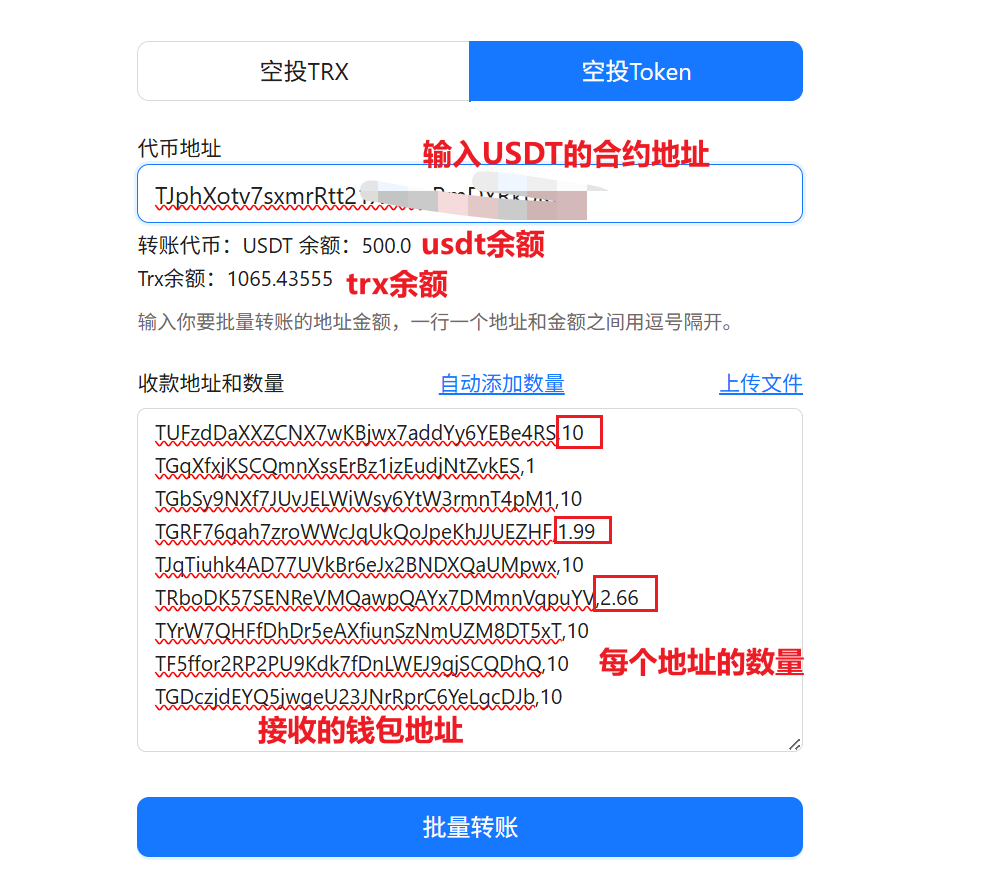 空投TRX
空投Token
代币地址
输入USDT的合约地址
TJphXotv7sxmrRtt2
转账代币：USDT 余额：500.0
usdt余额
Trx余额：1065.43555
trx余额
输入你要批量转账的地址金额，一行一个地址和金额之间用逗号隔开。
收款地址和数量
自动添加数量
上传文件
TUFzdDaXXZCNX7wKBjwx7addYy6YEBe4RS,10
TGqXfxjKSCQmnXssErBz1izEudjNtZvkES,1
TGbSy9NXf7JUvJELWiWsy6YtW3rmnT4pM1,10
TGRF76qah7zroWWcJqUkQoJpeKhJJUEZHF,1.99
TJqTiuhk4AD77UVkBr6eJx2BNDXQaUMpwx,10
TRboDK57SENReVMQawpQAYx7DMmnVqpuYV,2.66
TYrW7QHFfDhDr5eAXfiunSzNmUZM8DT5xT,10
TF5ffor2RP2PU9Kdk7fDnLWEJ9gjSCQDhQ,10
每个地址的数量
TGDczjdEYQ5jwgeU23JNrRprC6YeLgcDJb,10
接收的钱包地址
批量转账